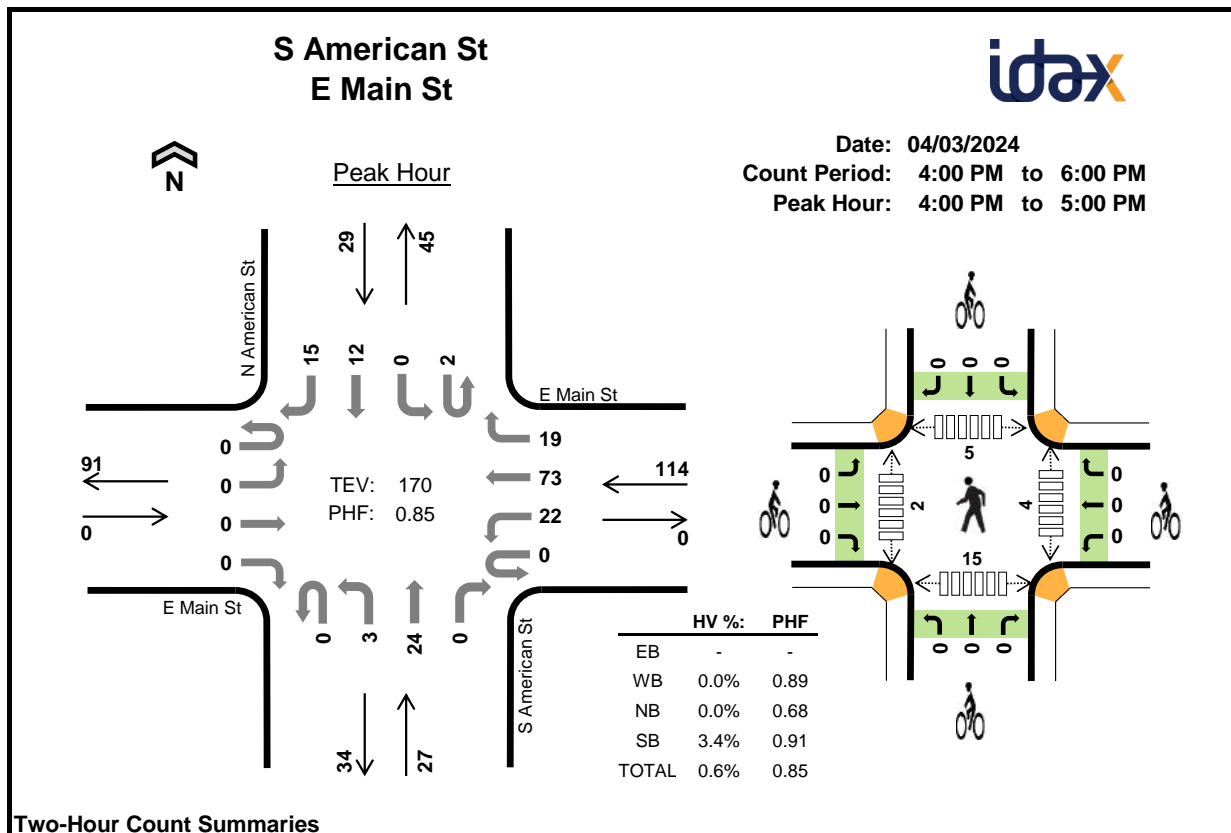 S American St
E Main St
idax
Date: 04/03/2024
Count Period: 4:00 PM to 6:00 PM
Peak Hour: 4:00 PM to 5:00 PM
N
Peak Hour
29
45
N American St
15
12
0
2
E Main St
0
0
0
0
91
0
TEV: 170
PHF: 0.85
19
73
22
0
114
0
E Main St
0
3
24
0
S American St
34
27
HV %: PHF
EB - -
WB 0.0% 0.89
NB 0.0% 0.68
SB 3.4% 0.91
TOTAL 0.6% 0.85
0 0 0
5
0
0
0
2
4
0
0
0
15
0 0 0
Two-Hour Count Summaries